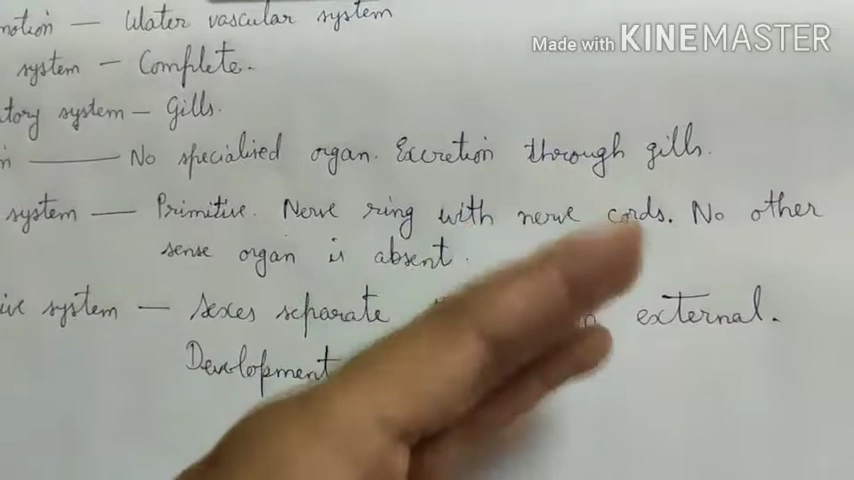 Made with KINEMASTER
notion — Water vascular system
system — Complete.
tory system — Gills.
n — No specialised organ. Excretion through gills.
system — Primitive. Nerve ring with nerve cords. No other
sense organ is absent.
ive system — Sexes separate n external.
Development